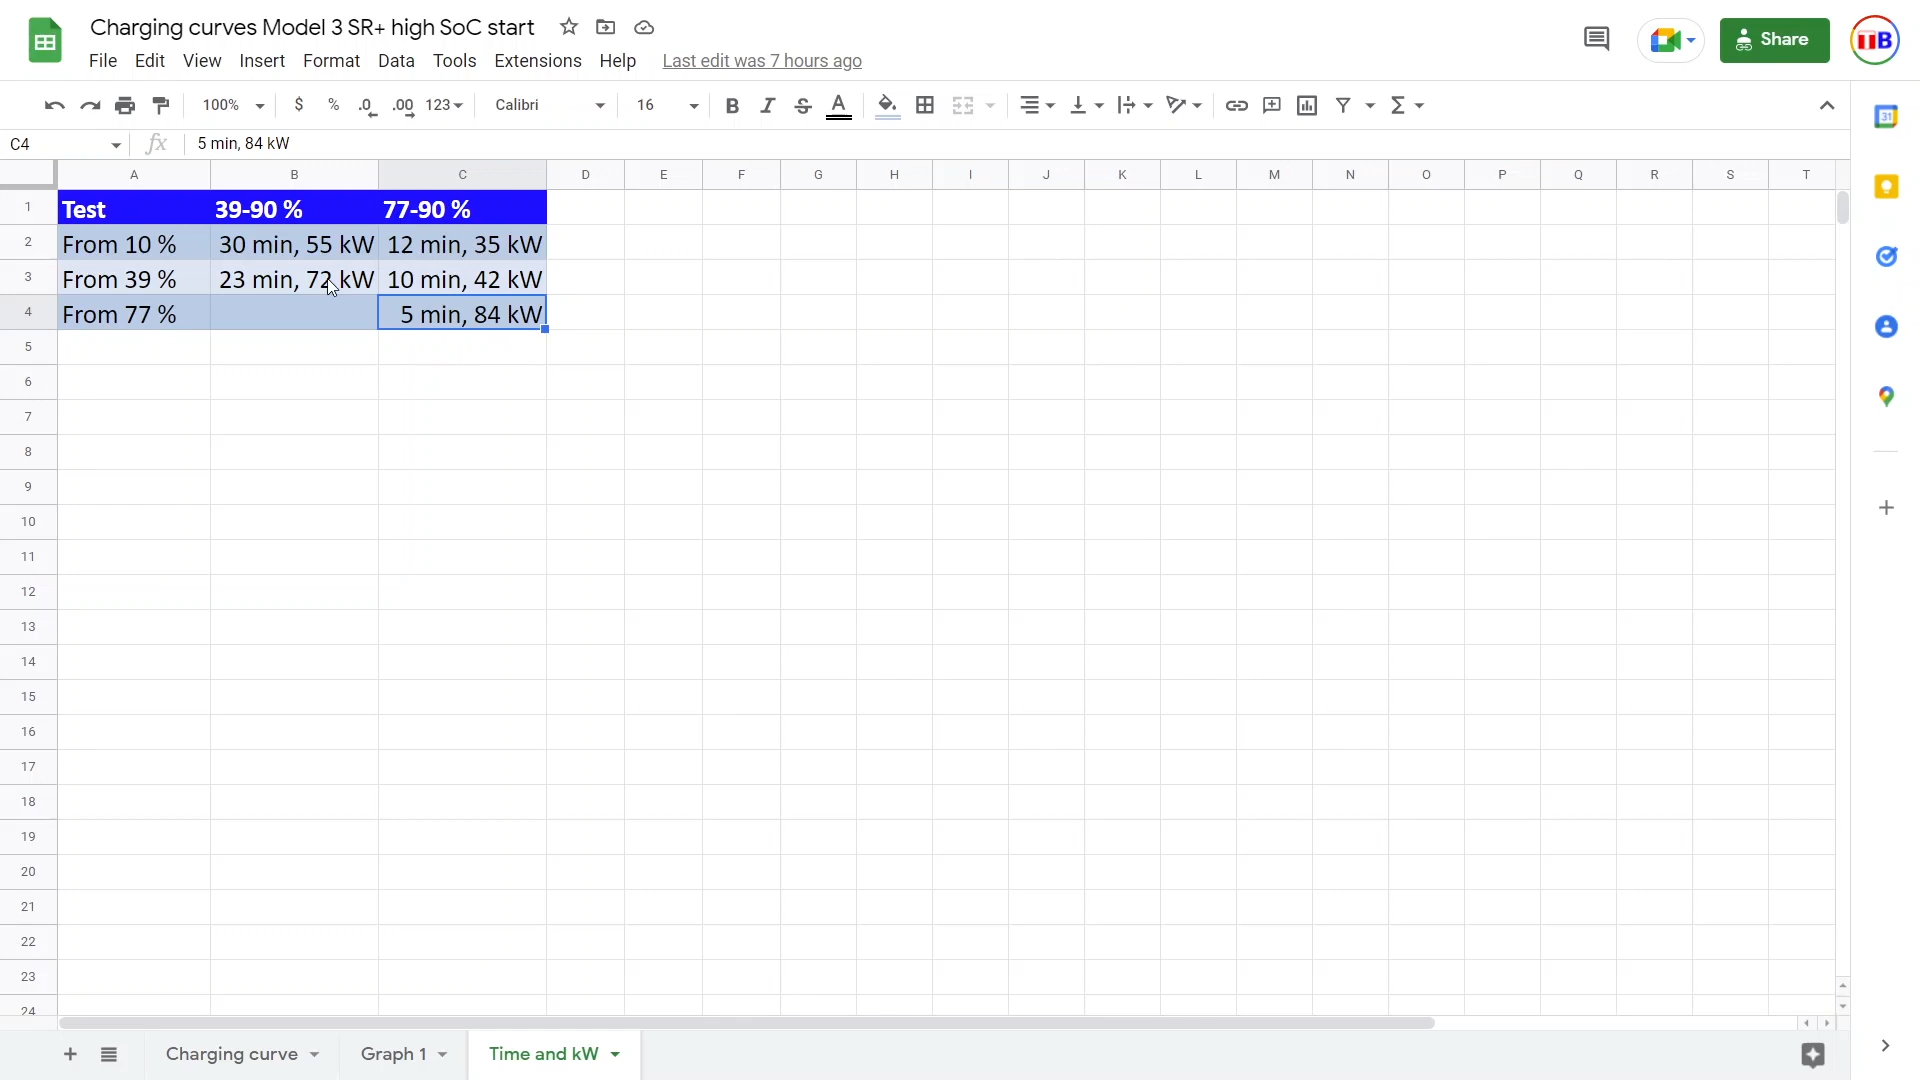 Charging curves Model 3 SR+ high SoC start
File Edit View Insert Format Data Tools Extensions Help Last edit was 7 hours ago
Share
TTB
100% $ % .0 .00 123 Calibri 16 B I S A
31
C4 fx 5 min, 84 kW
A B C D E F G H I J K L M N O P Q R S T
1 Test 39-90 % 77-90 %
2 From 10 % 30 min, 55 kW 12 min, 35 kW
3 From 39 % 23 min, 72 kW 10 min, 42 kW
4 From 77 % 5 min, 84 kW
5
6
7
8
9
10
11
12
13
14
15
16
17
18
19
20
21
22
23
24
Charging curve Graph 1 Time and kW